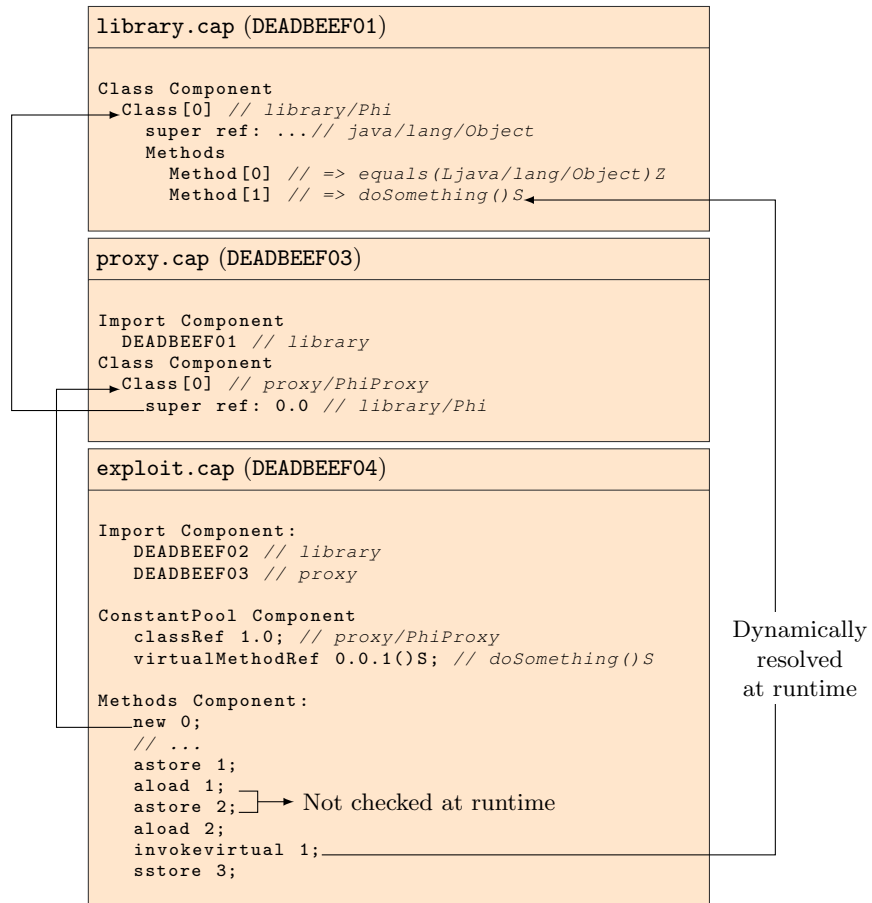 library.cap (DEADBEEF01)
Class Component
Class[0] // library/Phi
super ref: ...// java/lang/Object
Methods
Method[0] // => equals(Ljava/lang/Object)Z
Method[1] // => doSomething()S
proxy.cap (DEADBEEF03)
Import Component
DEADBEEF01 // library
Class Component
Class[0] // proxy/PhiProxy
super ref: 0.0 // library/Phi
exploit.cap (DEADBEEF04)
Import Component:
DEADBEEF02 // library
DEADBEEF03 // proxy
ConstantPool Component
classRef 1.0; // proxy/PhiProxy
virtualMethodRef 0.0.1()S; // doSomething()S
Methods Component:
new 0;
// ...
astore 1;
aload 1;
astore 2;
Not checked at runtime
aload 2;
invokevirtual 1;
sstore 3;
Dynamically
resolved
at runtime